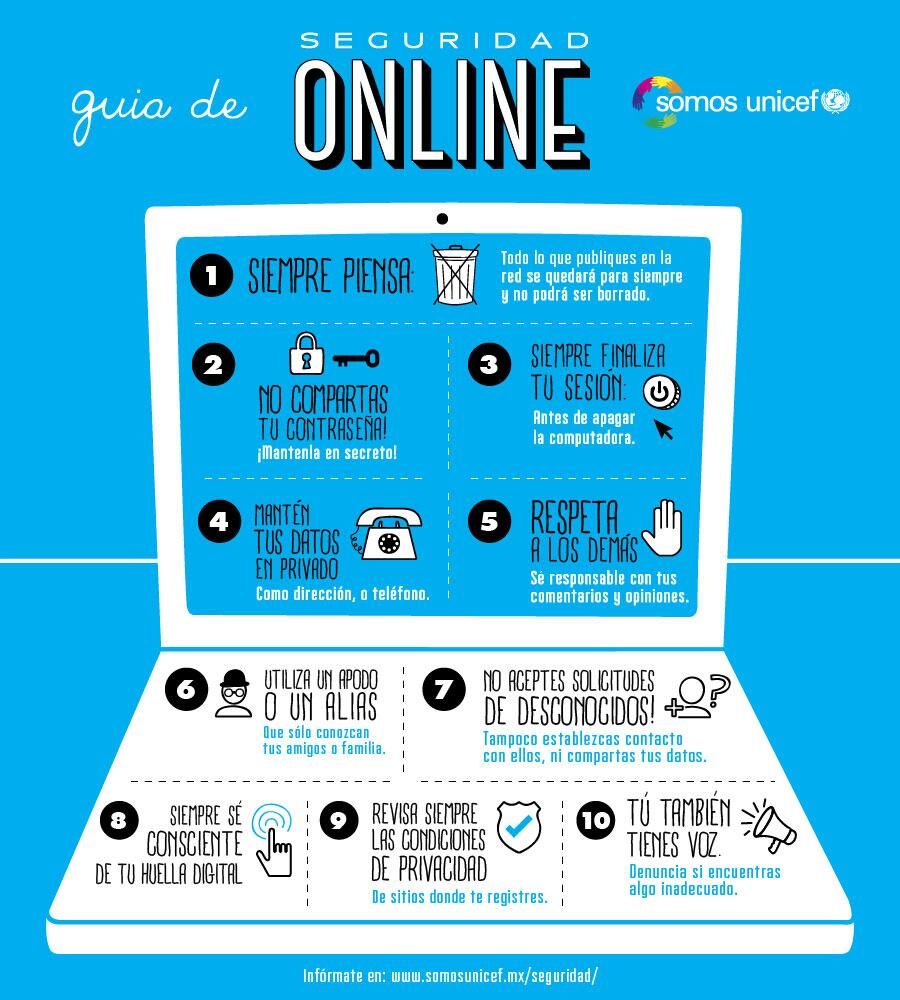 guia de
SEGURIDAD
ONLINE
somos unicef
1
SIEMPRE PIENSA:
Todo lo que publiques en la
red se quedará para siempre
y no podrá ser borrado.
2
NO COMPARTAS
TU CONTRASEÑA!
¡Mantenla en secreto!
3
SIEMPRE FINALIZA
TU SESIÓN:
Antes de apagar
la computadora.
4
MANTÉN
TUS DATOS
EN PRIVADO
Como dirección, o teléfono.
5
RESPETA
A LOS DEMÁS
Sé responsable con tus
comentarios y opiniones.
6
UTILIZA UN APODO
O UN ALIAS
Que sólo conozcan
tus amigos o familia.
7
NO ACEPTES SOLICITUDES
DE DESCONOCIDOS!
Tampoco establezcas contacto
con ellos, ni compartas tus datos.
8
SIEMPRE SÉ
CONSCIENTE
DE TU HUELLA DIGITAL
9
REVISA SIEMPRE
LAS CONDICIONES
DE PRIVACIDAD
De sitios donde te registres.
10
TÚ TAMBIÉN
TIENES VOZ.
Denuncia si encuentras
algo inadecuado.
Infórmate en: www.somosunicef.mx/seguridad/